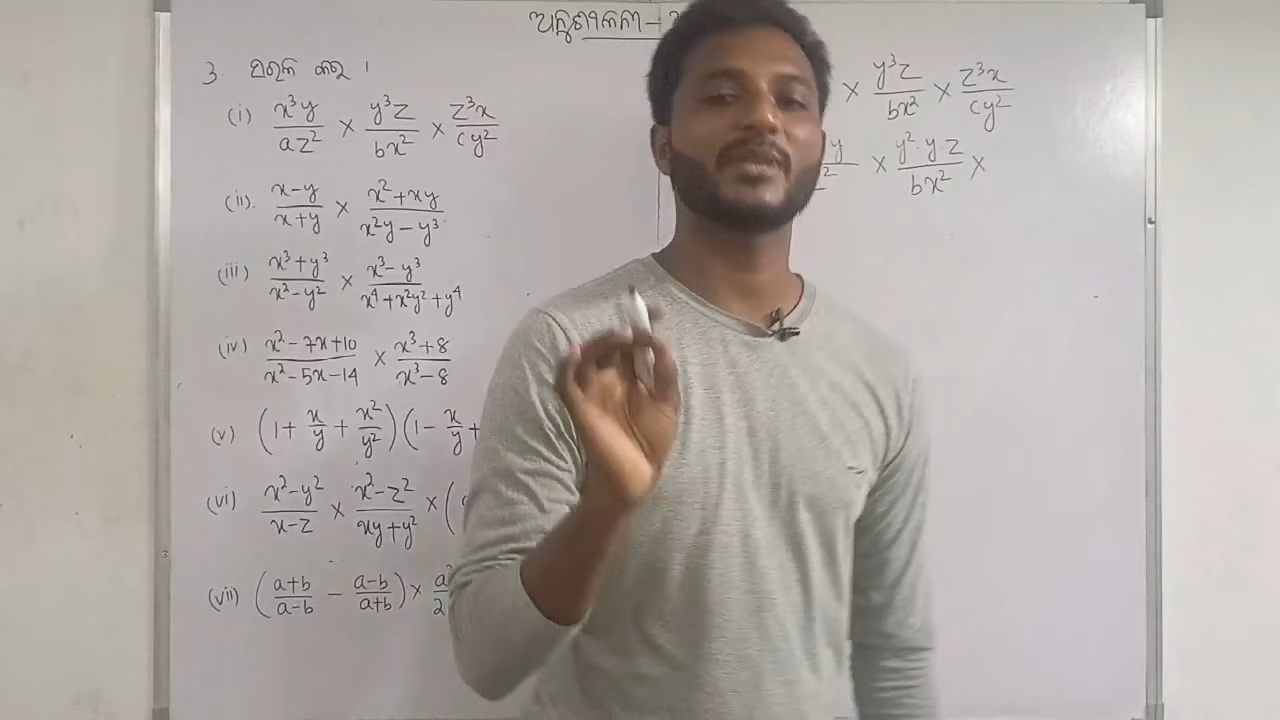 ଅନୁଶୀଳନୀ -
3. ସରଳ କର ।
(i) x³y/az² × y³z/bx² × z³x/cy²
(ii). x-y/x+y × x²+xy/x²y-y³
(iii) x³+y³/x²-y² × x³-y³/x⁴+x²y²+y⁴
(iv) x²-7x+10/x²-5x-14 × x³+8/x³-8
(v) (1+x/y+x²/y²)(1-x/y+
(vi) x²-y²/x-z × x²-z²/xy+y² × (
(vii) (a+b/a-b - a-b/a+b) ×
× y³z/bx² × z³x/cy²
× y²·y·z/bx² ×